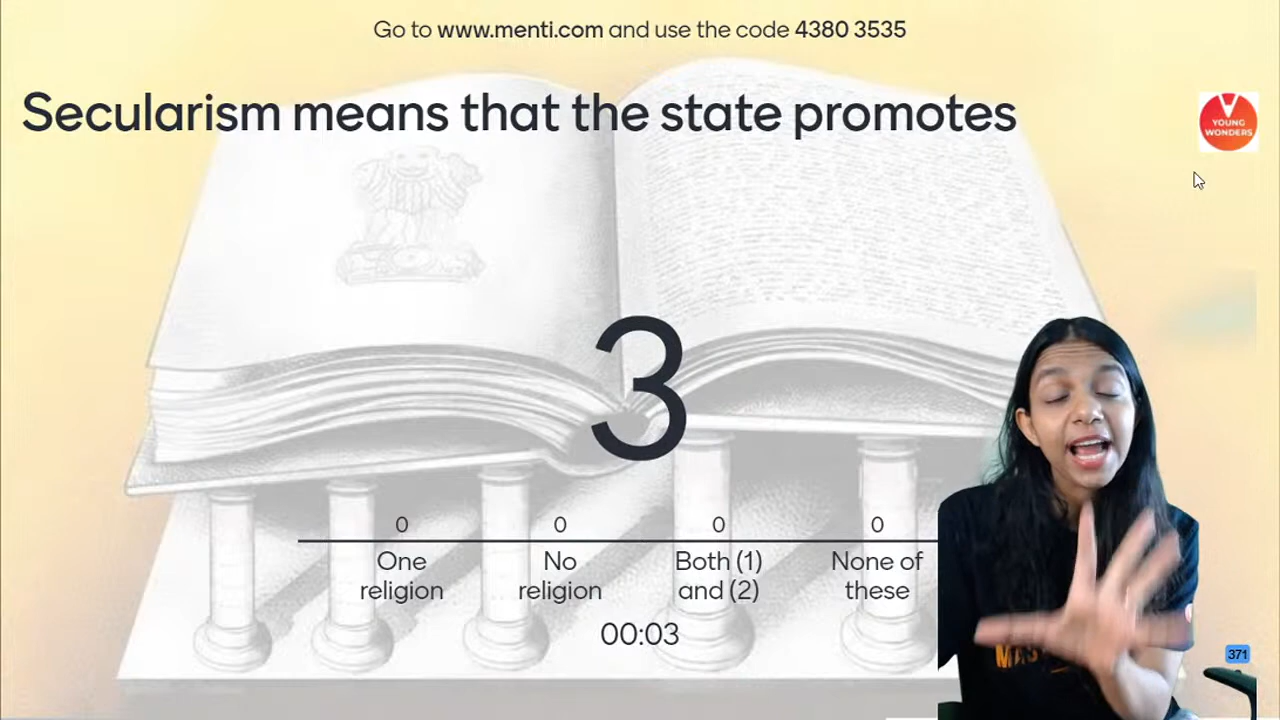 Go to www.menti.com and use the code 4380 3535
Secularism means that the state promotes
V
YOUNG
WONDERS
3
0
0
0
0
One
religion
No
religion
Both (1)
and (2)
None of
these
00:03
371